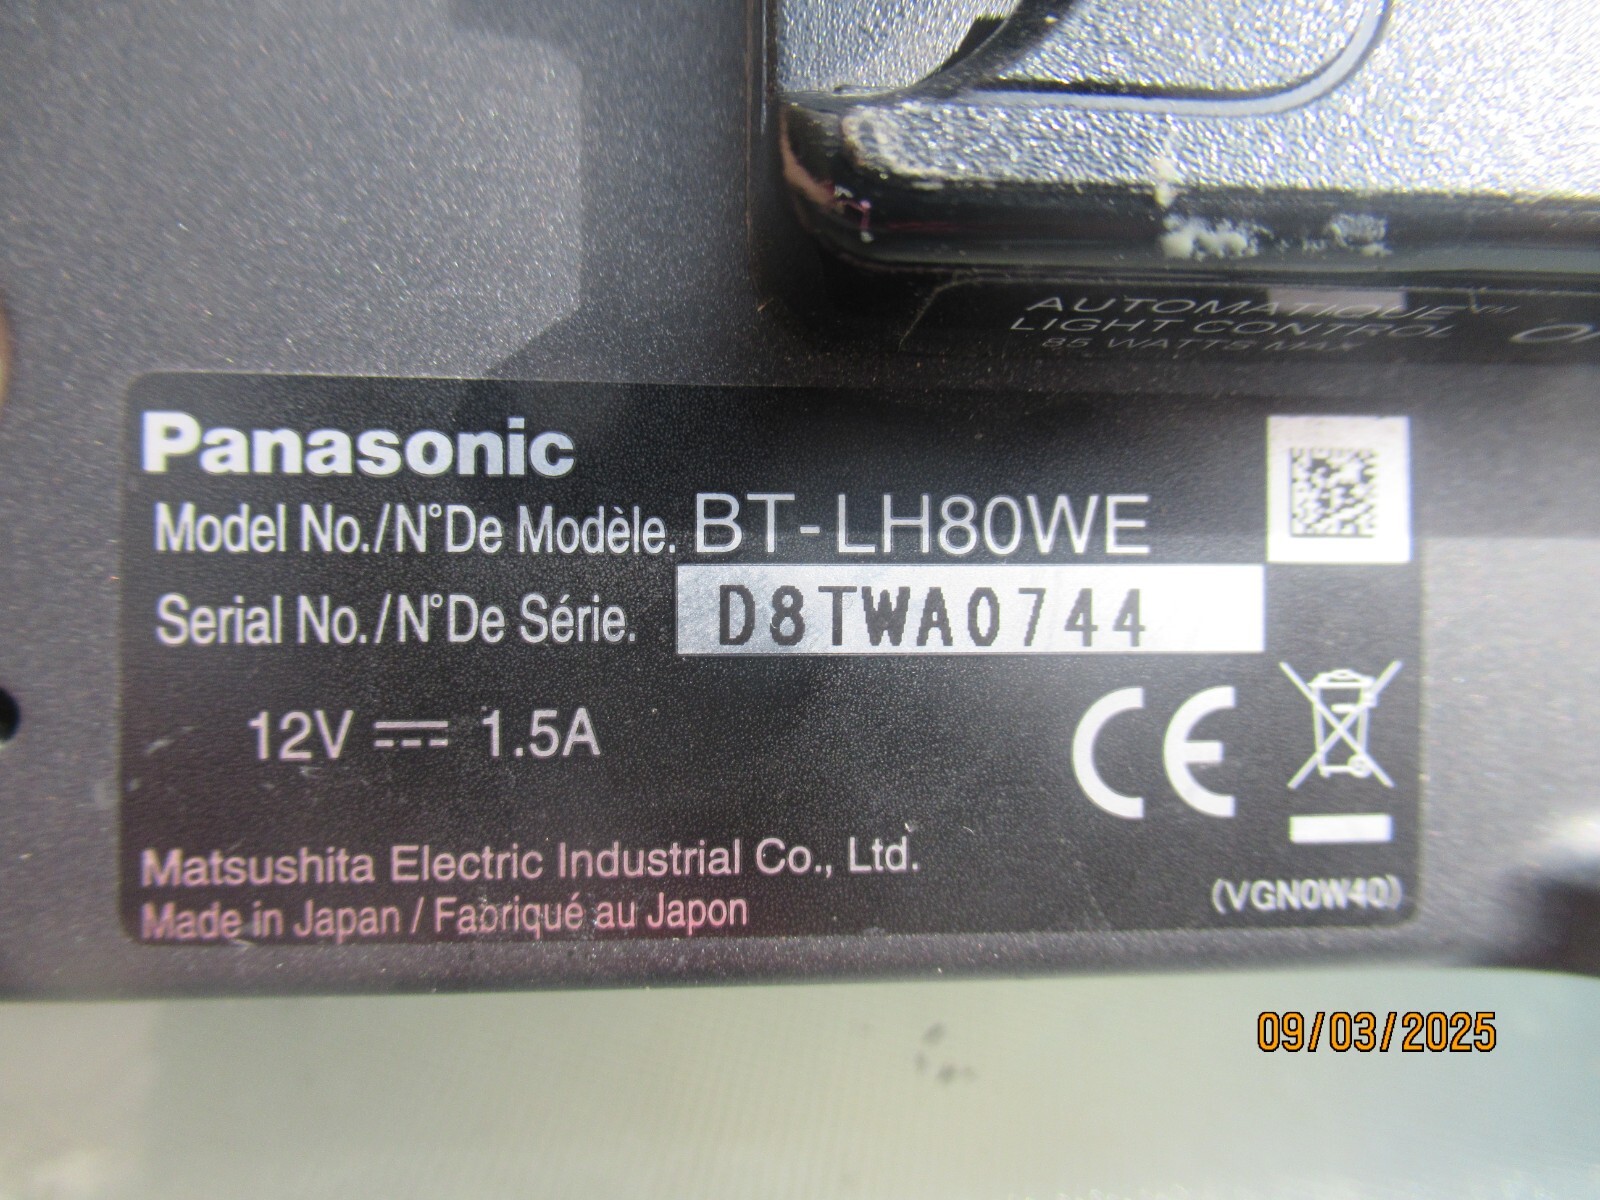 AUTOMATIQUE™
LIGHT CONTROL
85 WATTS MAX
Panasonic
Model No./N°De Modèle. BT-LH80WE
Serial No./N°De Série. D8TWA0744
12V 1.5A
CE
Matsushita Electric Industrial Co., Ltd.
Made in Japan / Fabriqué au Japon
(VGN0W40)
09/03/2025